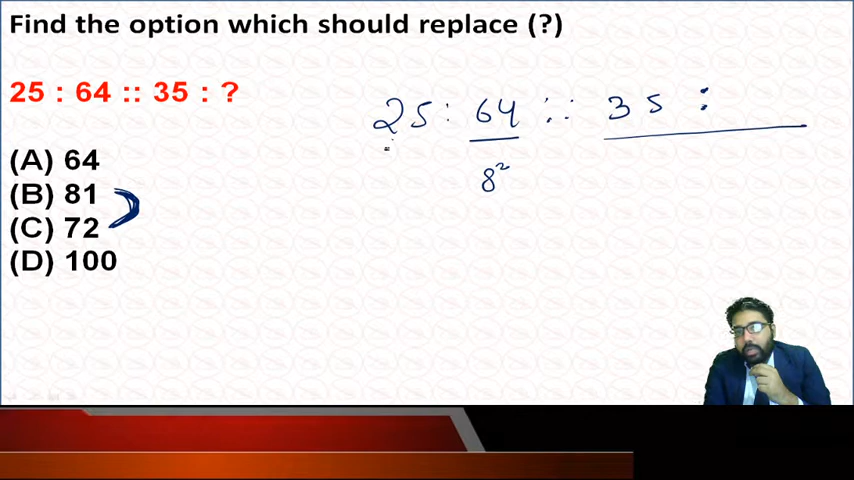 Find the option which should replace (?)
25 : 64 :: 35 : ?
25 : 64 :: 35 :
8²
(A) 64
(B) 81
(C) 72
(D) 100